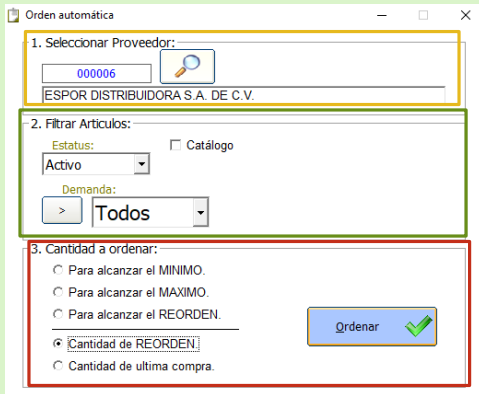 Orden automática
1. Seleccionar Proveedor:
000006
ESPOR DISTRIBUIDORA S.A. DE C.V.
2. Filtrar Articulos:
Estatus:
Catálogo
Activo
Demanda:
>
Todos
3. Cantidad a ordenar:
Para alcanzar el MINIMO.
Para alcanzar el MAXIMO.
Para alcanzar el REORDEN.
Cantidad de REORDEN.
Cantidad de ultima compra.
Ordenar